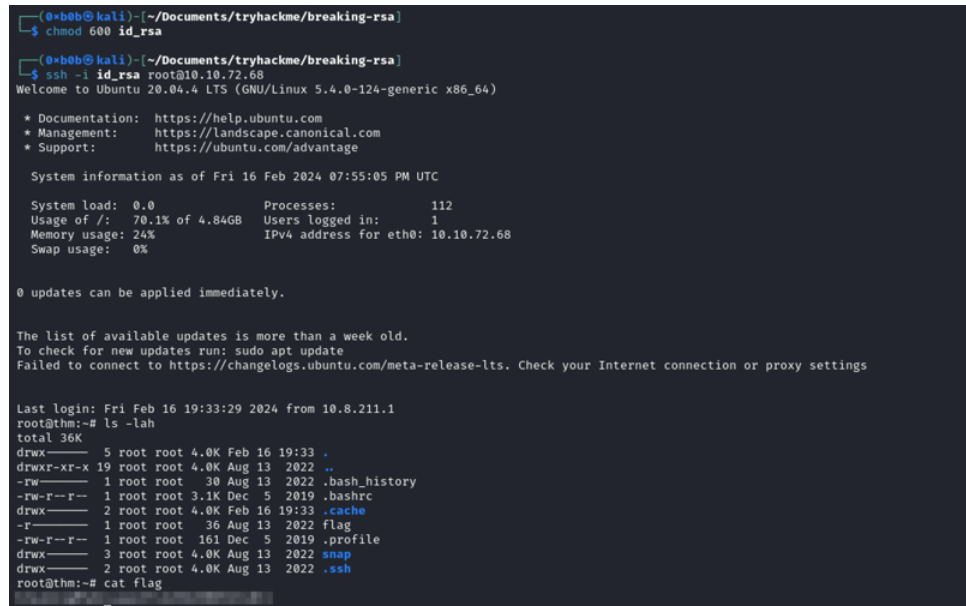 (0×b0b㉿kali)-[~/Documents/tryhackme/breaking-rsa]
$ chmod 600 id_rsa
(0×b0b㉿kali)-[~/Documents/tryhackme/breaking-rsa]
$ ssh -i id_rsa root@10.10.72.68
Welcome to Ubuntu 20.04.4 LTS (GNU/Linux 5.4.0-124-generic x86_64)
* Documentation:  https://help.ubuntu.com
* Management:     https://landscape.canonical.com
* Support:        https://ubuntu.com/advantage
System information as of Fri 16 Feb 2024 07:55:05 PM UTC
System load:  0.0                Processes:             112
Usage of /:   70.1% of 4.84GB   Users logged in:       1
Memory usage: 24%                IPv4 address for eth0: 10.10.72.68
Swap usage:   0%
0 updates can be applied immediately.
The list of available updates is more than a week old.
To check for new updates run: sudo apt update
Failed to connect to https://changelogs.ubuntu.com/meta-release-lts. Check your Internet connection or proxy settings
Last login: Fri Feb 16 19:33:29 2024 from 10.8.211.1
root@thm:~# ls -lah
total 36K
drwx------  5 root root 4.0K Feb 16 19:33 .
drwxr-xr-x 19 root root 4.0K Aug 13  2022 ..
-rw-------  1 root root   30 Aug 13  2022 .bash_history
-rw-r--r--  1 root root 3.1K Dec  5  2019 .bashrc
drwx------  2 root root 4.0K Feb 16 19:33 .cache
-r--------  1 root root   36 Aug 13  2022 flag
-rw-r--r--  1 root root  161 Dec  5  2019 .profile
drwx------  3 root root 4.0K Aug 13  2022 snap
drwx------  2 root root 4.0K Aug 13  2022 .ssh
root@thm:~# cat flag